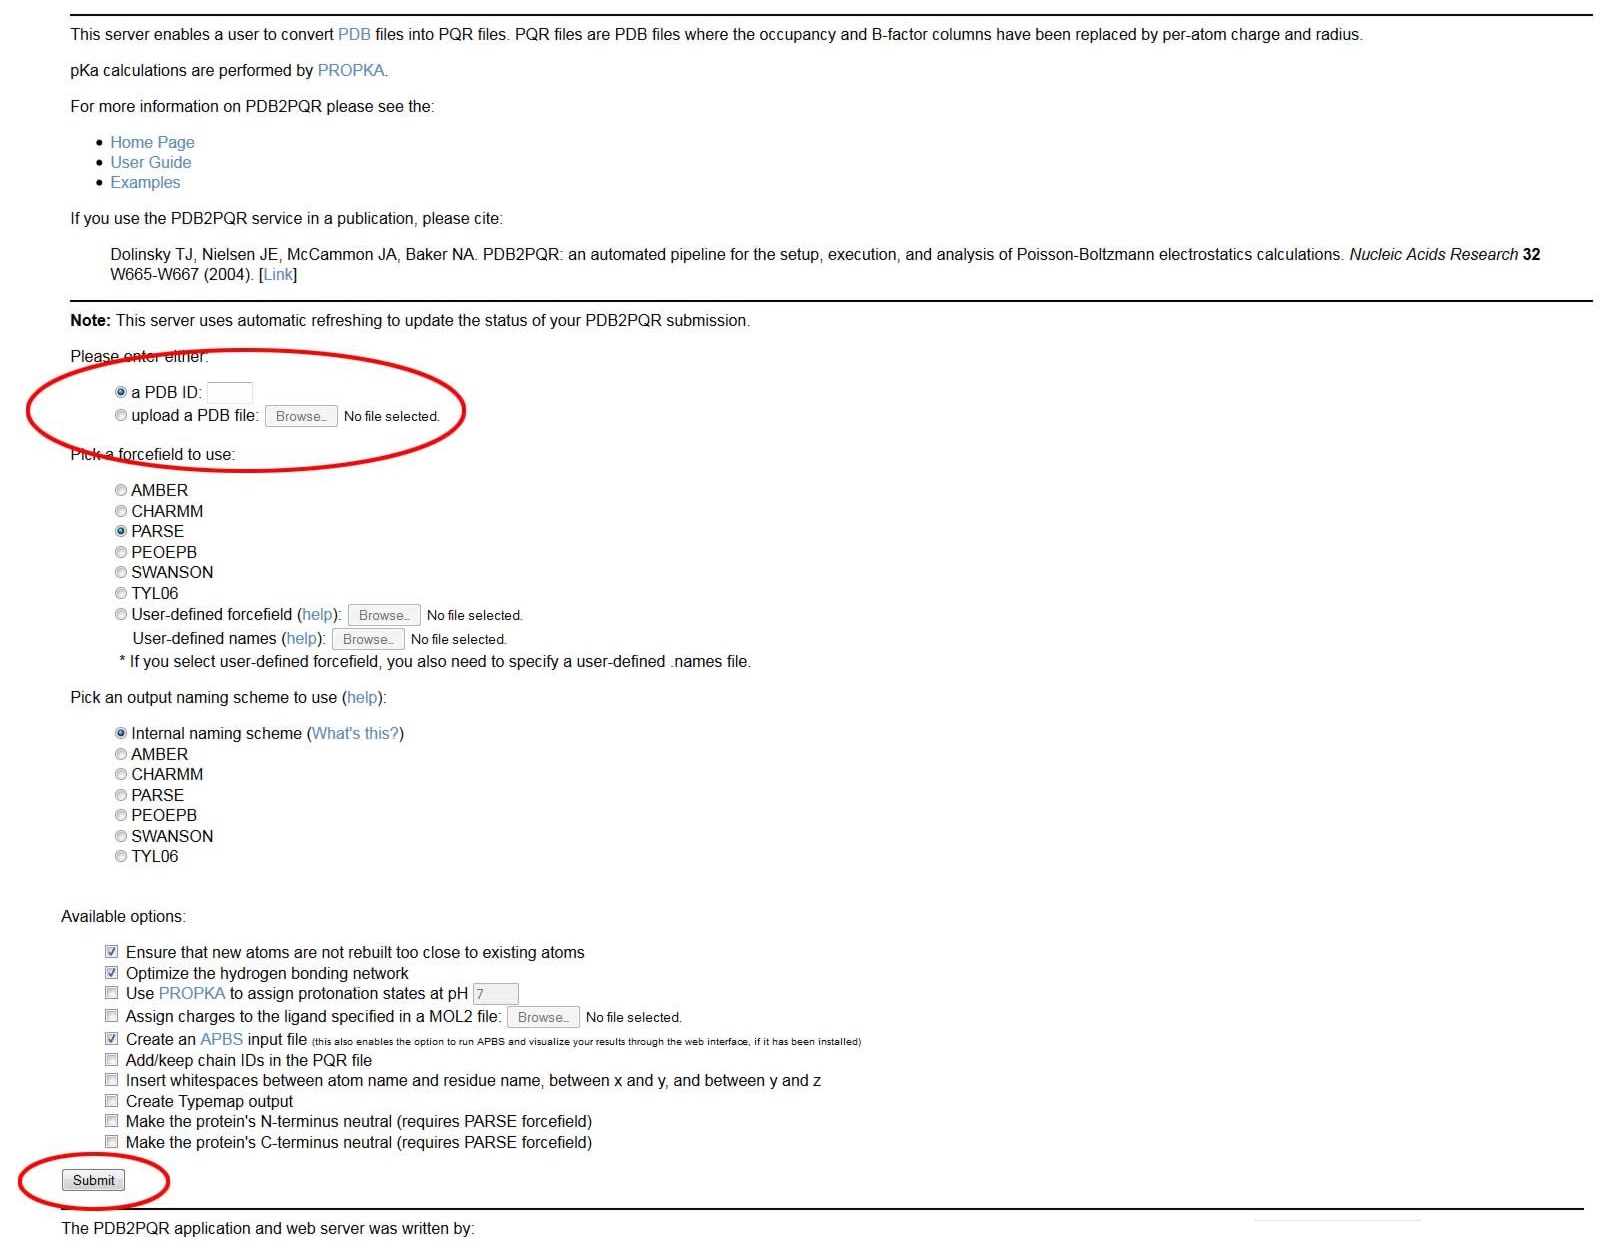 This server enables a user to convert PDB files into PQR files. PQR files are PDB files where the occupancy and B-factor columns have been replaced by per-atom charge and radius.
pKa calculations are performed by PROPKA.
For more information on PDB2PQR please see the:
Home Page
User Guide
Examples
If you use the PDB2PQR service in a publication, please cite:
Dolinsky TJ, Nielsen JE, McCammon JA, Baker NA. PDB2PQR: an automated pipeline for the setup, execution, and analysis of Poisson-Boltzmann electrostatics calculations. Nucleic Acids Research 32
W665-W667 (2004). [Link]
Note: This server uses automatic refreshing to update the status of your PDB2PQR submission.
Please enter either:
a PDB ID:
upload a PDB file: Browse.. No file selected.
Pick a forcefield to use:
AMBER
CHARMM
PARSE
PEOEPB
SWANSON
TYL06
User-defined forcefield (help): Browse.. No file selected.
User-defined names (help): Browse.. No file selected.
* If you select user-defined forcefield, you also need to specify a user-defined .names file.
Pick an output naming scheme to use (help):
Internal naming scheme (What's this?)
AMBER
CHARMM
PARSE
PEOEPB
SWANSON
TYL06
Available options:
Ensure that new atoms are not rebuilt too close to existing atoms
Optimize the hydrogen bonding network
Use PROPKA to assign protonation states at pH 7
Assign charges to the ligand specified in a MOL2 file: Browse.. No file selected.
Create an APBS input file (this also enables the option to run APBS and visualize your results through the web interface, if it has been installed)
Add/keep chain IDs in the PQR file
Insert whitespaces between atom name and residue name, between x and y, and between y and z
Create Typemap output
Make the protein's N-terminus neutral (requires PARSE forcefield)
Make the protein's C-terminus neutral (requires PARSE forcefield)
Submit
The PDB2PQR application and web server was written by: